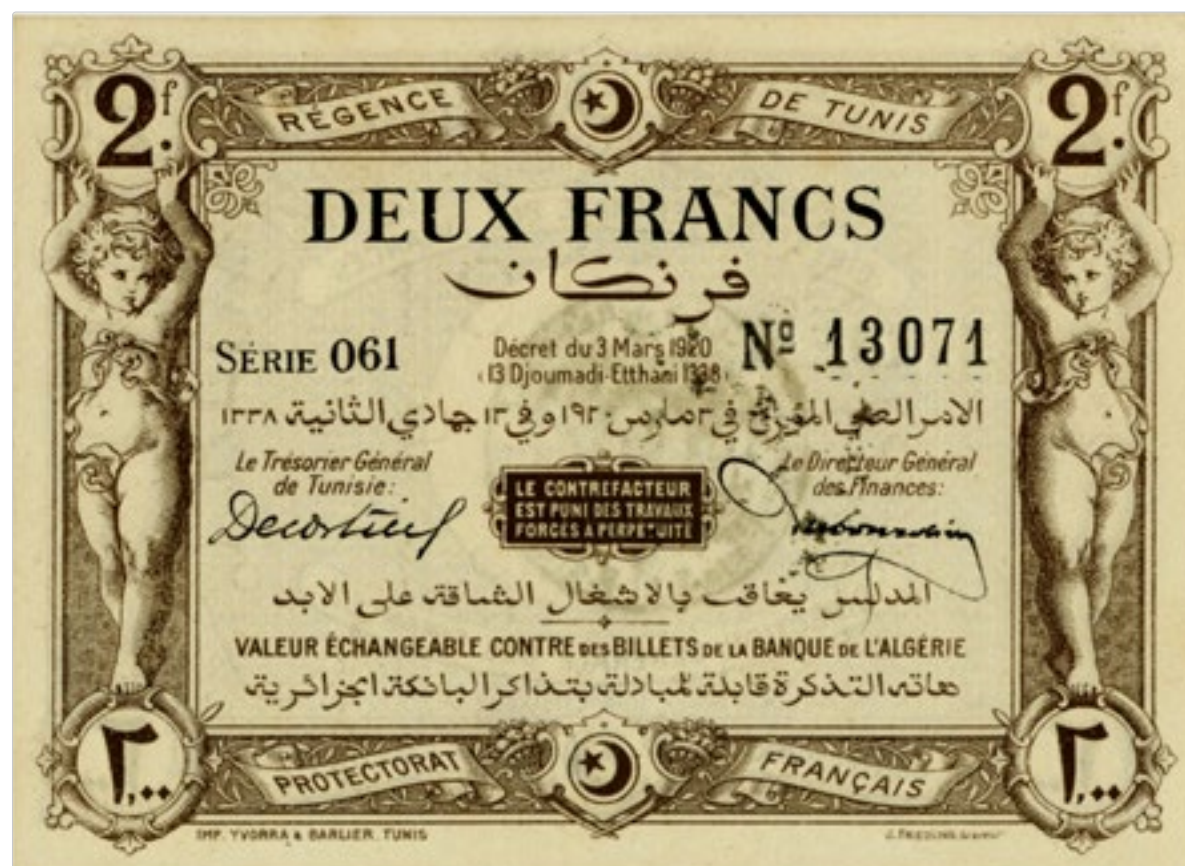 2f. 2f.
RÉGENCE DE TUNIS
DEUX FRANCS
فرنكان
SÉRIE 061
Décret du 3 Mars 1920
Nº 13071
(13 Djoumadi-Etthani 1338)
الامر العلي المؤرخ في ٣ مارس ١٩٢٠ وفي ١٣ جمادي الثانية ١٣٣٨
Le Trésorier Général
de Tunisie:
Le Directeur Général
des Finances:
LE CONTREFACTEUR
EST PUNI DES TRAVAUX
FORCÉS A PERPETUITÉ
المدلس يعاقب بالاشغال الشاقة على الابد
VALEUR ÉCHANGEABLE CONTRE DES BILLETS DE LA BANQUE DE L'ALGÉRIE
هاته التذكرة قابلة للمبادلة بتذاكر البانكة الجزائرية
٢,٠٠ ٢,٠٠
PROTECTORAT FRANÇAIS
IMP. YVORRA & BARLIER. TUNIS